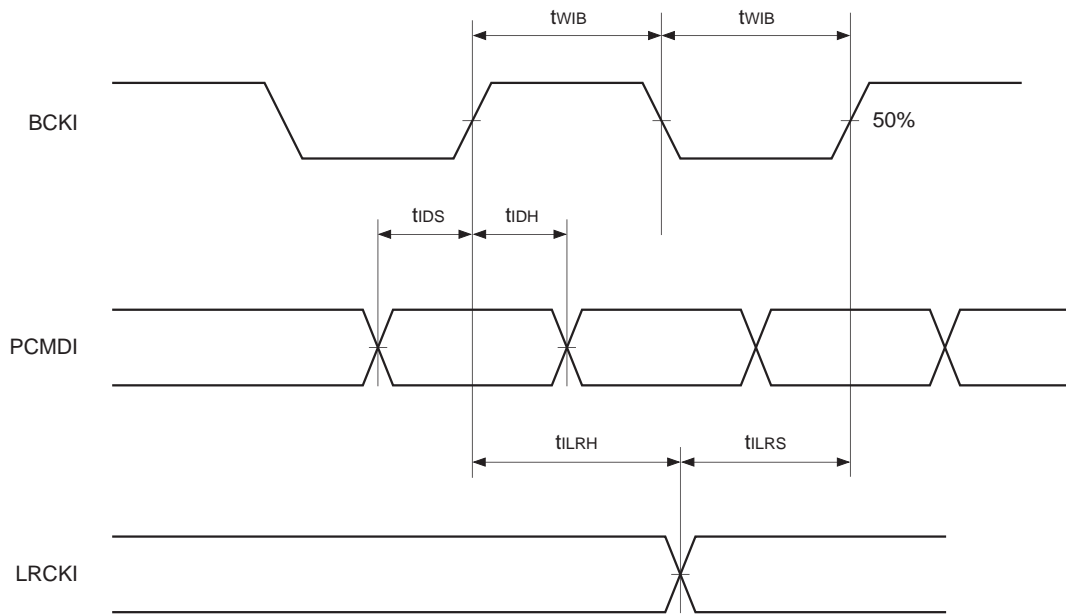 tWIB tWIB
BCKI
50%
tIDS tIDH
PCMDI
tILRH tILRS
LRCKI